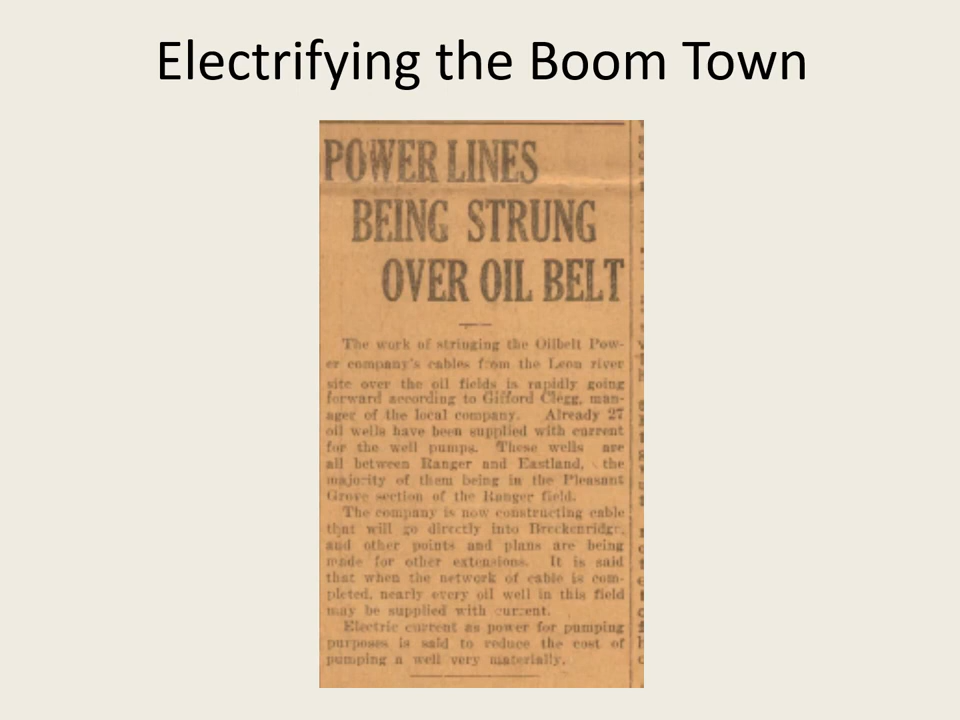 Electrifying the Boom Town
POWER LINES
BEING STRUNG
OVER OIL BELT
The work of stringing the Oilbelt Pow-
er company's cables from the Leon river
site over the oil fields is rapidly going
forward according to Gifford Clegg, man-
ager of the local company. Already 27
oil wells have been supplied with current
for the well pumps. These wells are
all between Ranger and Eastland, the
majority of them being in the Pleasant
Grove section of the Ranger field.
The company is now constructing cable
that will go directly into Breckenridge,
and other points and plans are being
made for other extensions. It is said
that when the network of cable is com-
pleted, nearly every oil well in this field
may be supplied with current.
Electric current as power for pumping
purposes is said to reduce the cost of
pumping a well very materially.